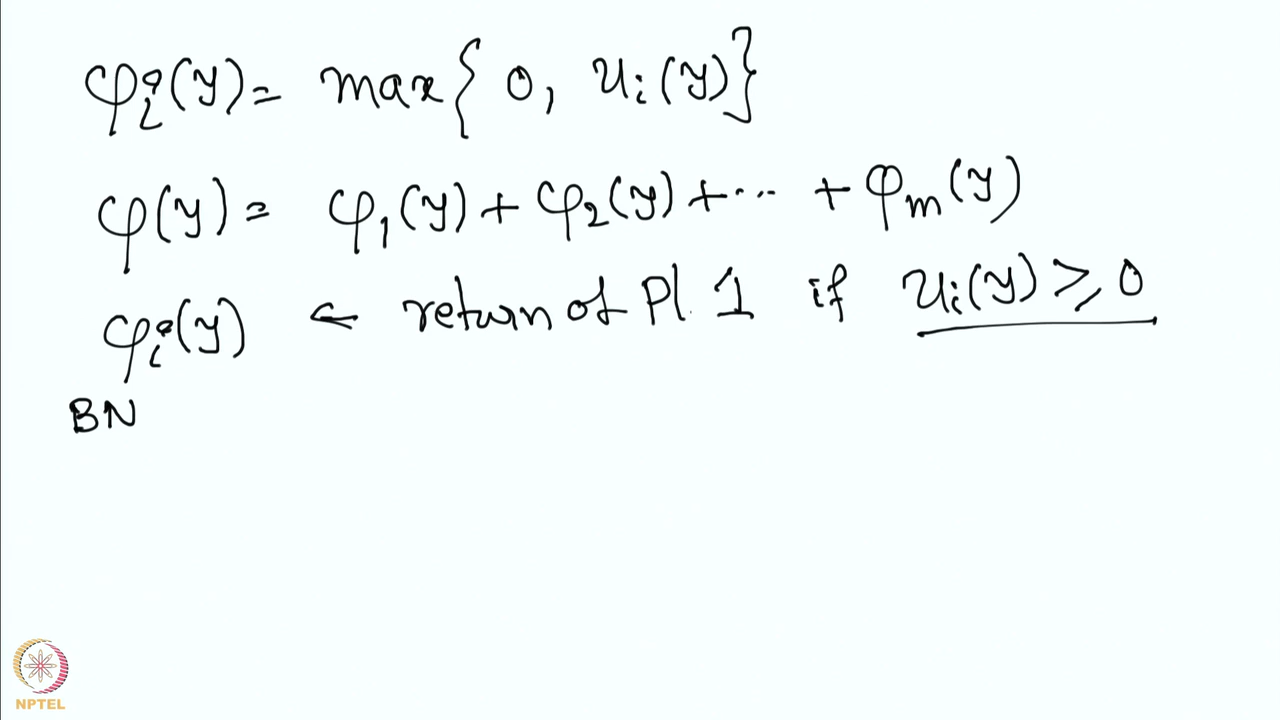 φᵢ(y) = max{ 0, uᵢ(y)}
φ(y) = φ₁(y) + φ₂(y) + ··· + φₘ(y)
φᵢ(y) ← return of Pl. 1 if uᵢ(y) ≥ 0
BN
NPTEL